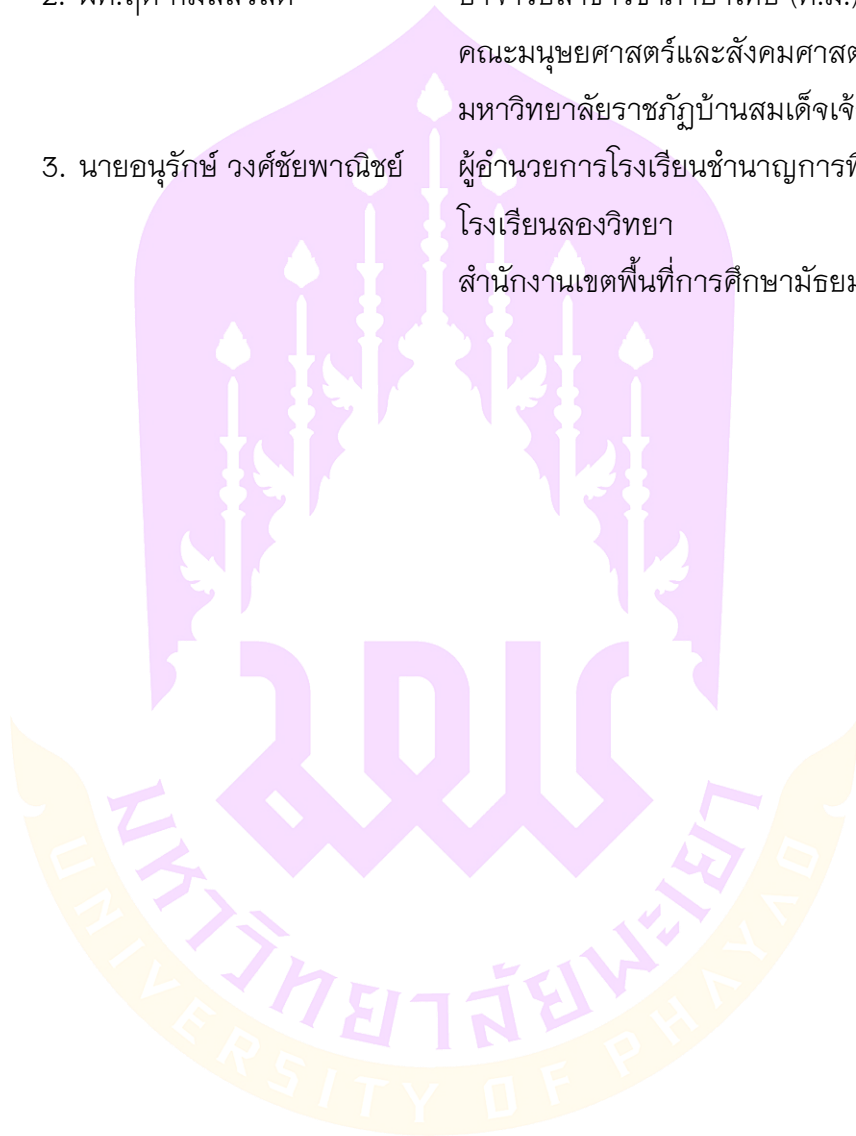 2.
คณะมนุษยศาสตร์และสังคมศาสต
มหาวิทยาลัยราชภัฏบ้านสมเด็จเจ้
3. นายอนุรักษ์ วงศ์ชัยพาณิชย์ ผู้อำนวยการโรงเรียนชำนาญการพิ
โรงเรียนลองวิทยา
สำนักงานเขตพื้นที่การศึกษามัธยม
มหาวิทยาลัยพะเยา
UNIVERSITY OF PHAYAO